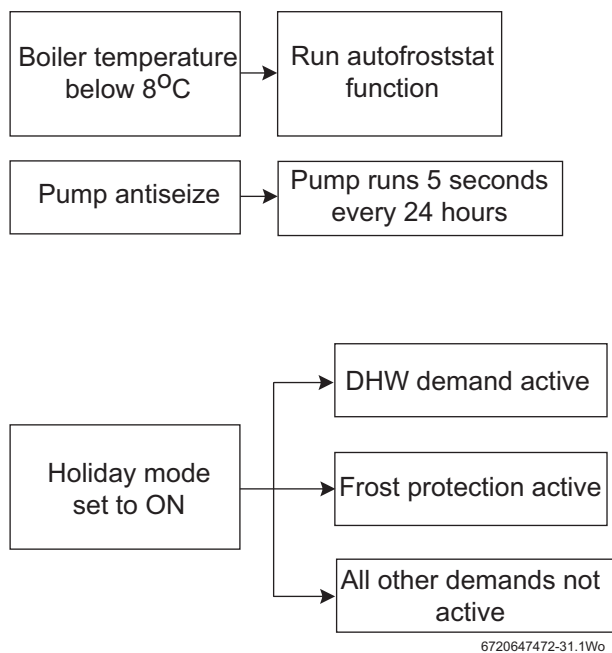 Boiler temperature
below 8°C
Run autofroststat
function
Pump antiseize
Pump runs 5 seconds
every 24 hours
Holiday mode
set to ON
DHW demand active
Frost protection active
All other demands not
active
6720647472-31.1Wo